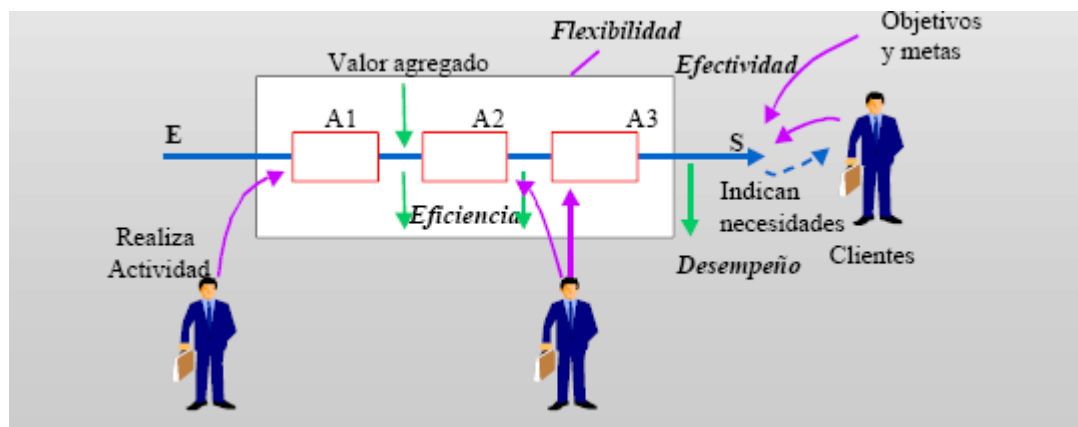 Flexibilidad
Objetivos
y metas
Valor agregado
Efectividad
A1
A2
A3
E
S
Indican
necesidades
Eficiencia
Realiza
Actividad
Desempeño
Clientes